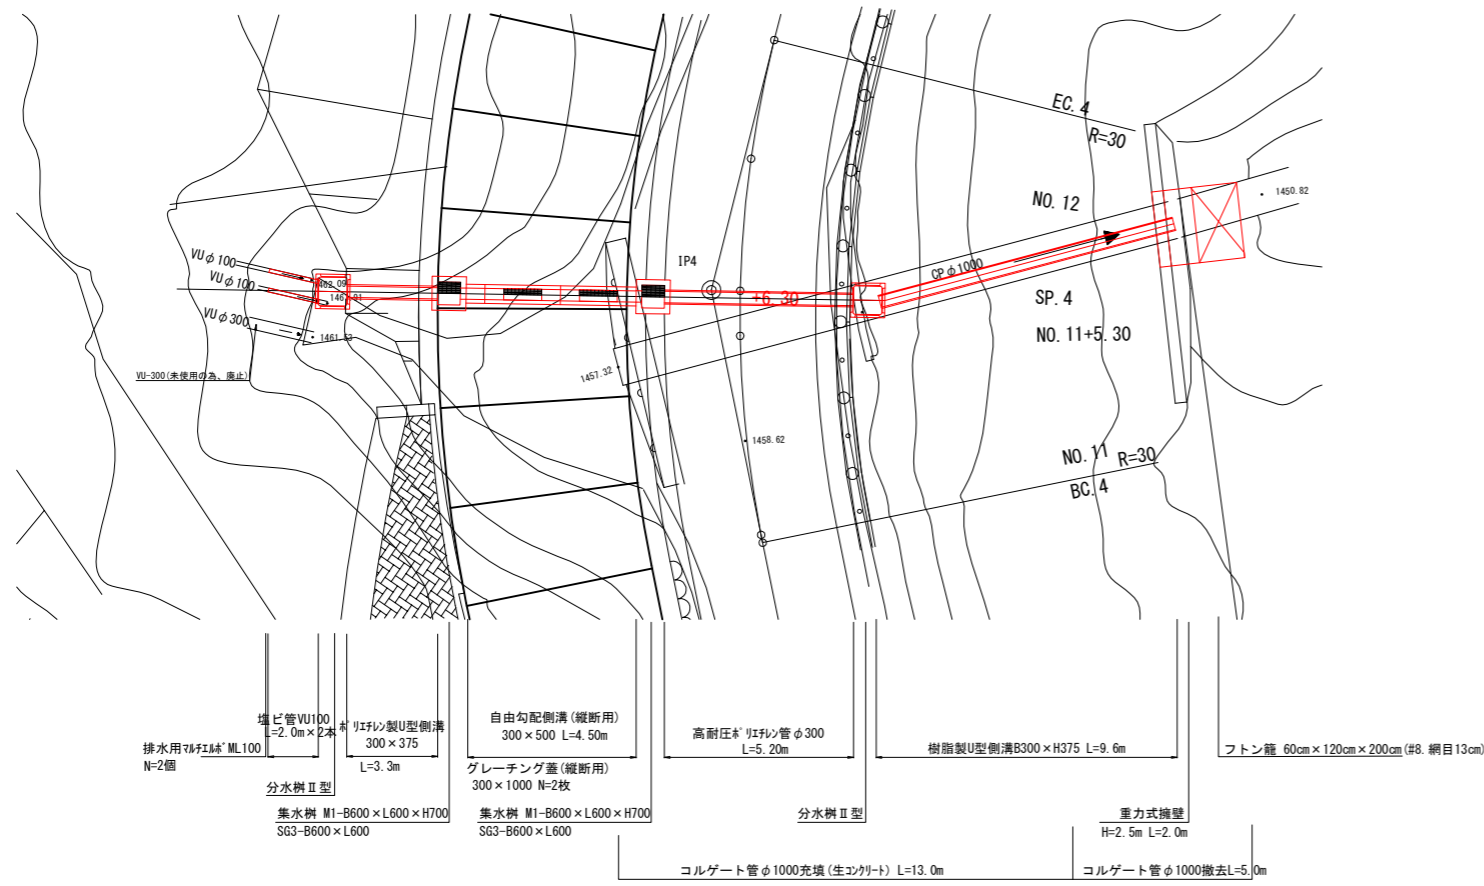 EC. 4
R=30
NO. 12
1450.82
VUφ100
VUφ100
VUφ300
1461.53
VU-300(未使用の為、廃止)
IP4
+6.30
CPφ1000
SP. 4
NO. 11+5.30
1457.32
1458.62
NO. 11
R=30
BC. 4
塩ビ管VU100
L=2.0m×2本
ポリエチレン製U型側溝
300×375
L=3.3m
自由勾配側溝(縦断用)
300×500 L=4.50m
高耐圧ポリエチレン管φ300
L=5.20m
樹脂製U型側溝B300×H375 L=9.6m
フトン籠 60cm×120cm×200cm(#8.網目13cm)
排水用マルチエルボML100
N=2個
グレーチング蓋(縦断用)
300×1000 N=2枚
分水桝Ⅱ型
集水桝 M1-B600×L600×H700
SG3-B600×L600
集水桝 M1-B600×L600×H700
SG3-B600×L600
分水桝Ⅱ型
重力式擁壁
H=2.5m L=2.0m
コルゲート管φ1000充填(生コンクリート) L=13.0m
コルゲート管φ1000撤去L=5.0m